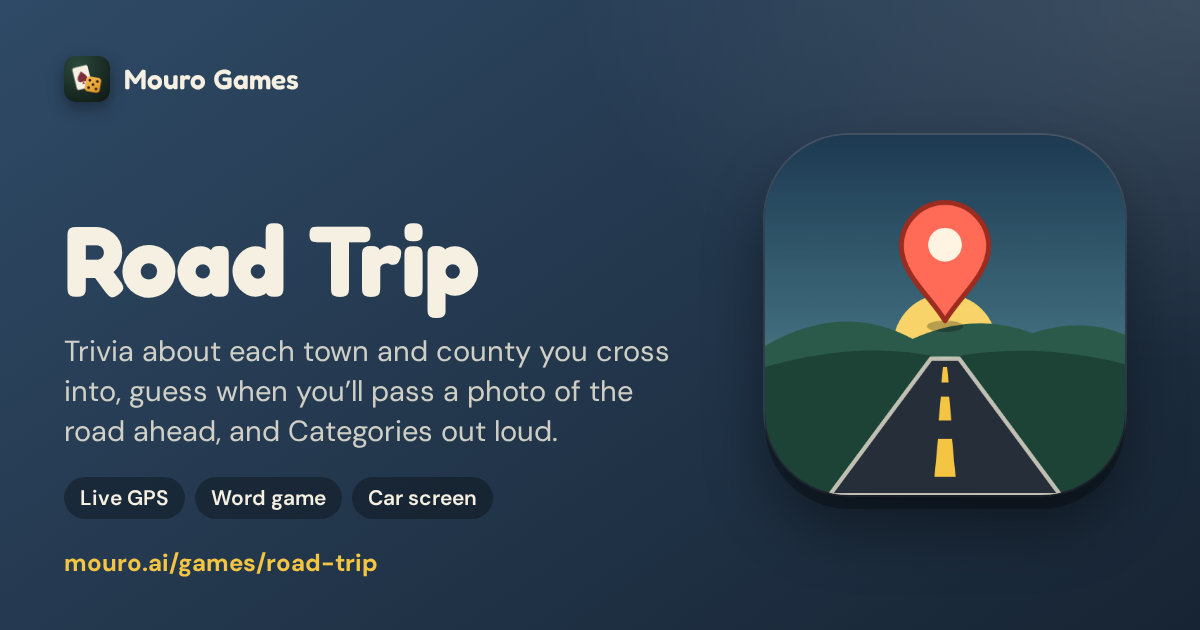 Mouro Games
Road Trip
Trivia about each town and county you cross
into, guess when you’ll pass a photo of the
road ahead, and Categories out loud.
Live GPS
Word game
Car screen
mouro.ai/games/road-trip